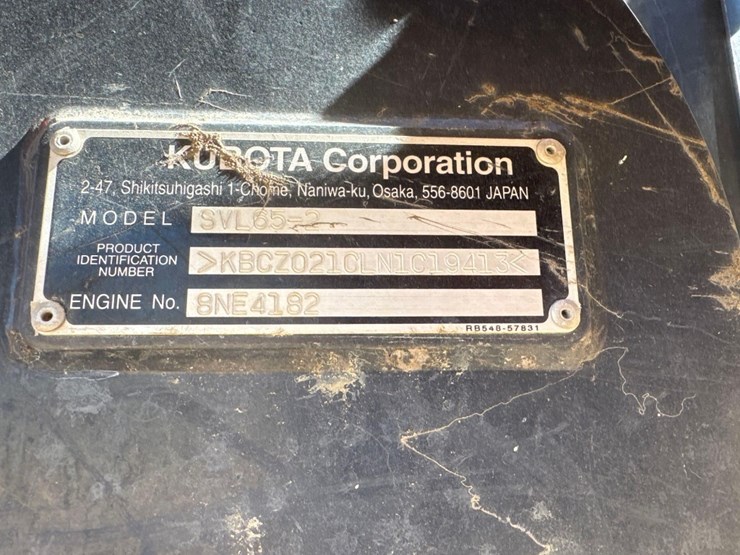 KUBOTA Corporation
2-47, Shikitsuhigashi 1-Chome, Naniwa-ku, Osaka, 556-8601 JAPAN
MODEL SVL65-2
PRODUCT
IDENTIFICATION
NUMBER
>KBCZ021CLN1C19413<
ENGINE No. 8NE4182
RB548-57831